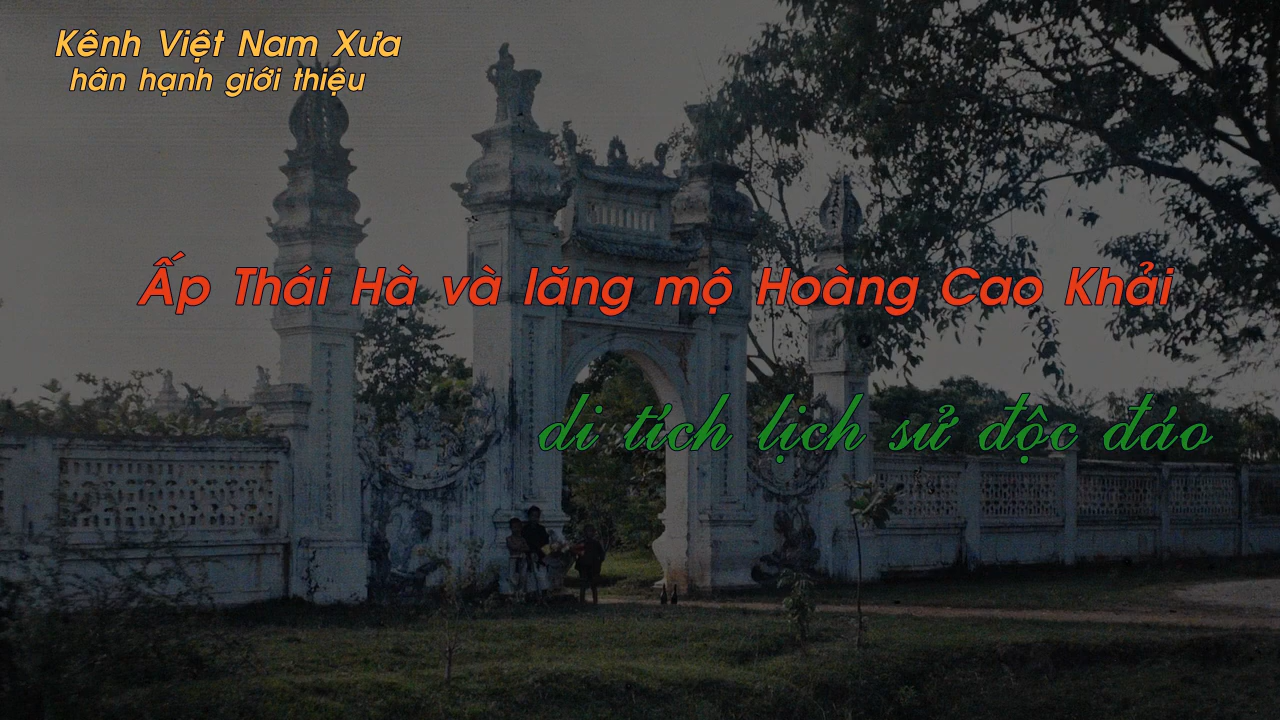 Kênh Việt Nam Xưa
hân hạnh giới thiệu
Ấp Thái Hà và lăng mộ Hoàng Cao Khải
di tích lịch sử độc đáo